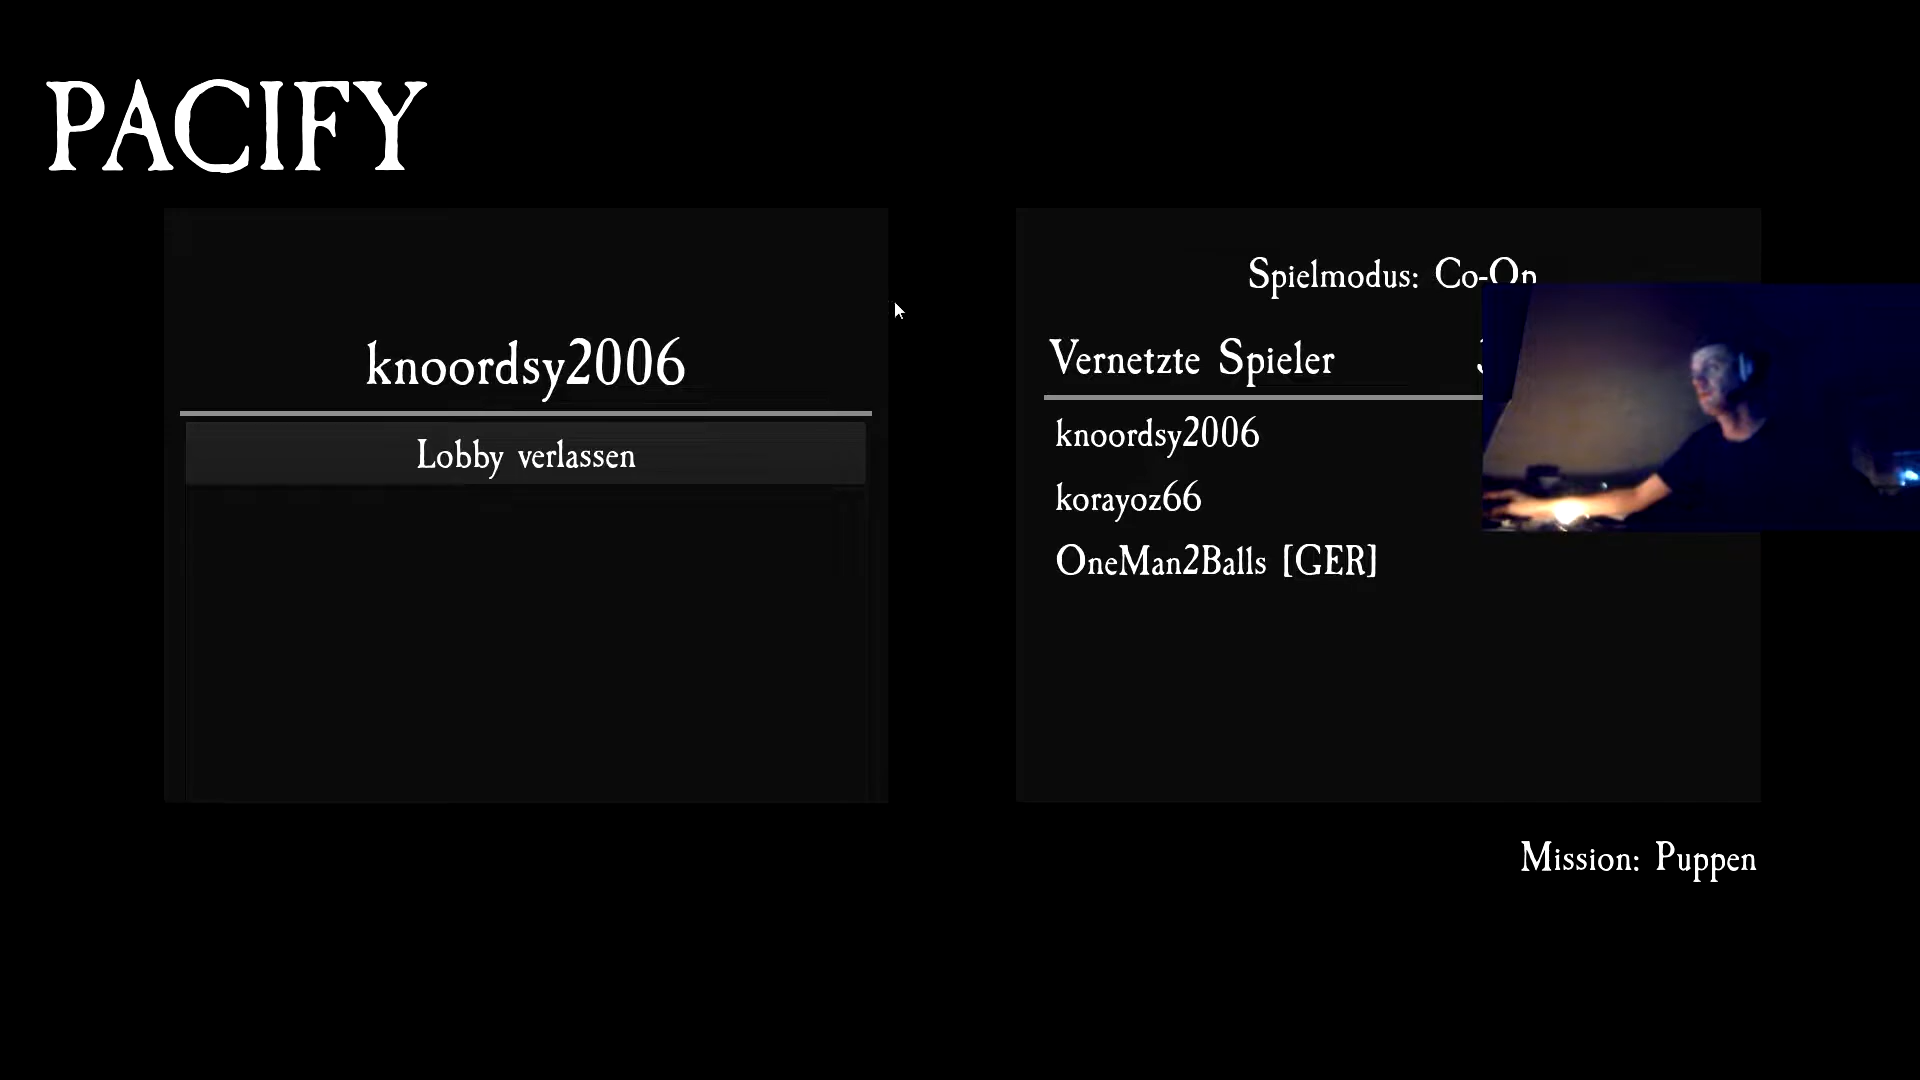 PACIFY
knoordsy2006
Lobby verlassen
Spielmodus: Co-Op
Vernetzte Spieler
knoordsy2006
korayoz66
OneMan2Balls [GER]
Mission: Puppen